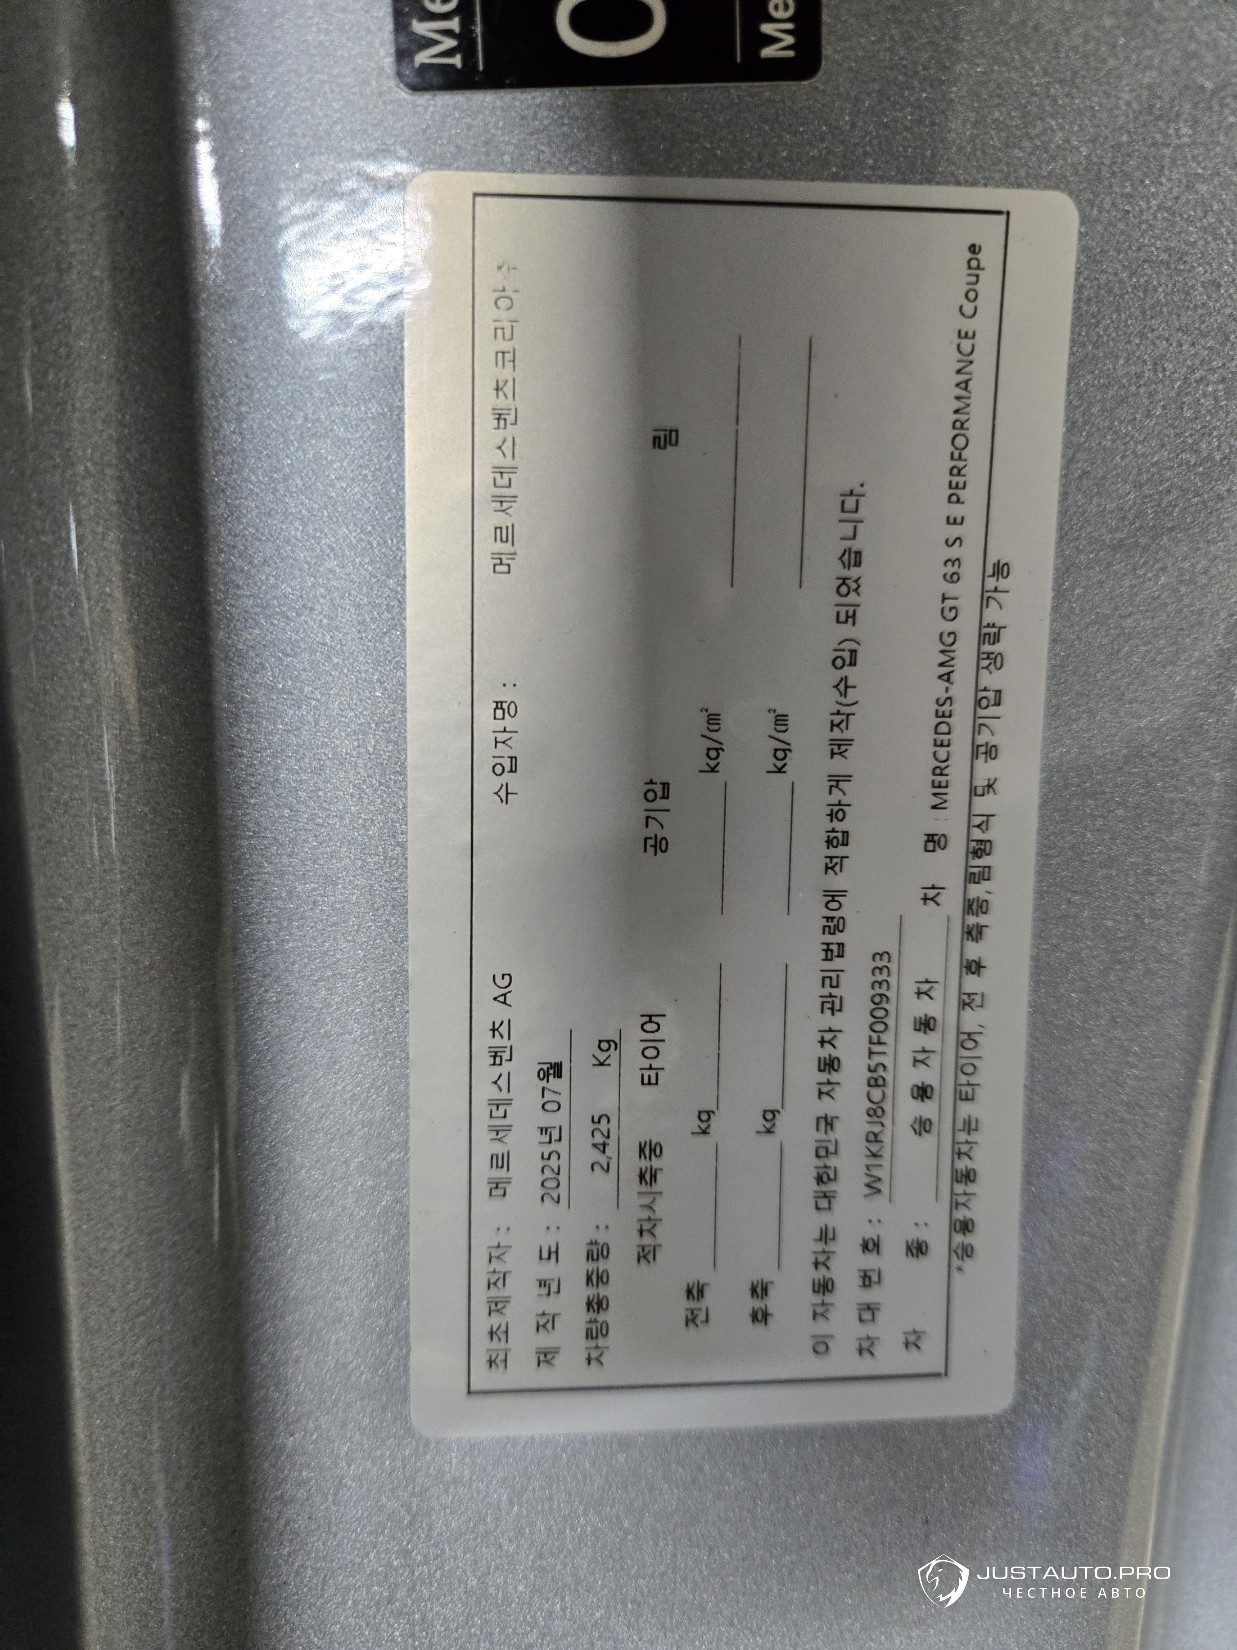 Me
0
Me
최초제작자 : 메르세데스벤츠 AG 수입자명 : 메르세데스벤츠코리아
제 작 년 도 : 2025년 07월
차량총중량 : 2,425 Kg
적차시축중 타이어 공기압 림
전축 kg kg/㎠
후축 kg kg/㎠
이 자동차는 대한민국 자동차 관리법령에 적합하게 제작(수입) 되었습니다.
차 대 번 호 : W1KRJ8CB5TF009333
차 종 : 승 용 자 동 차 차 명 : MERCEDES-AMG GT 63 S E PERFORMANCE Coupe
*승용자동차는 타이어, 전 후 축중,림형식 및 공기압 생략 가능
JUSTAUTO.PRO
ЧЕСТНОЕ АВТО